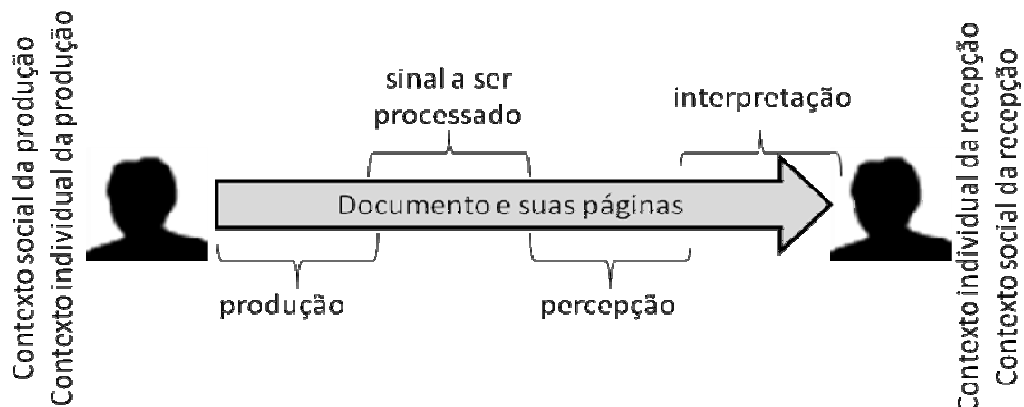 Contexto social da produção
Contexto individual da produção
sinal a ser
processado
interpretação
Documento e suas páginas
produção
percepção
Contexto individual da recepção
Contexto social da recepção